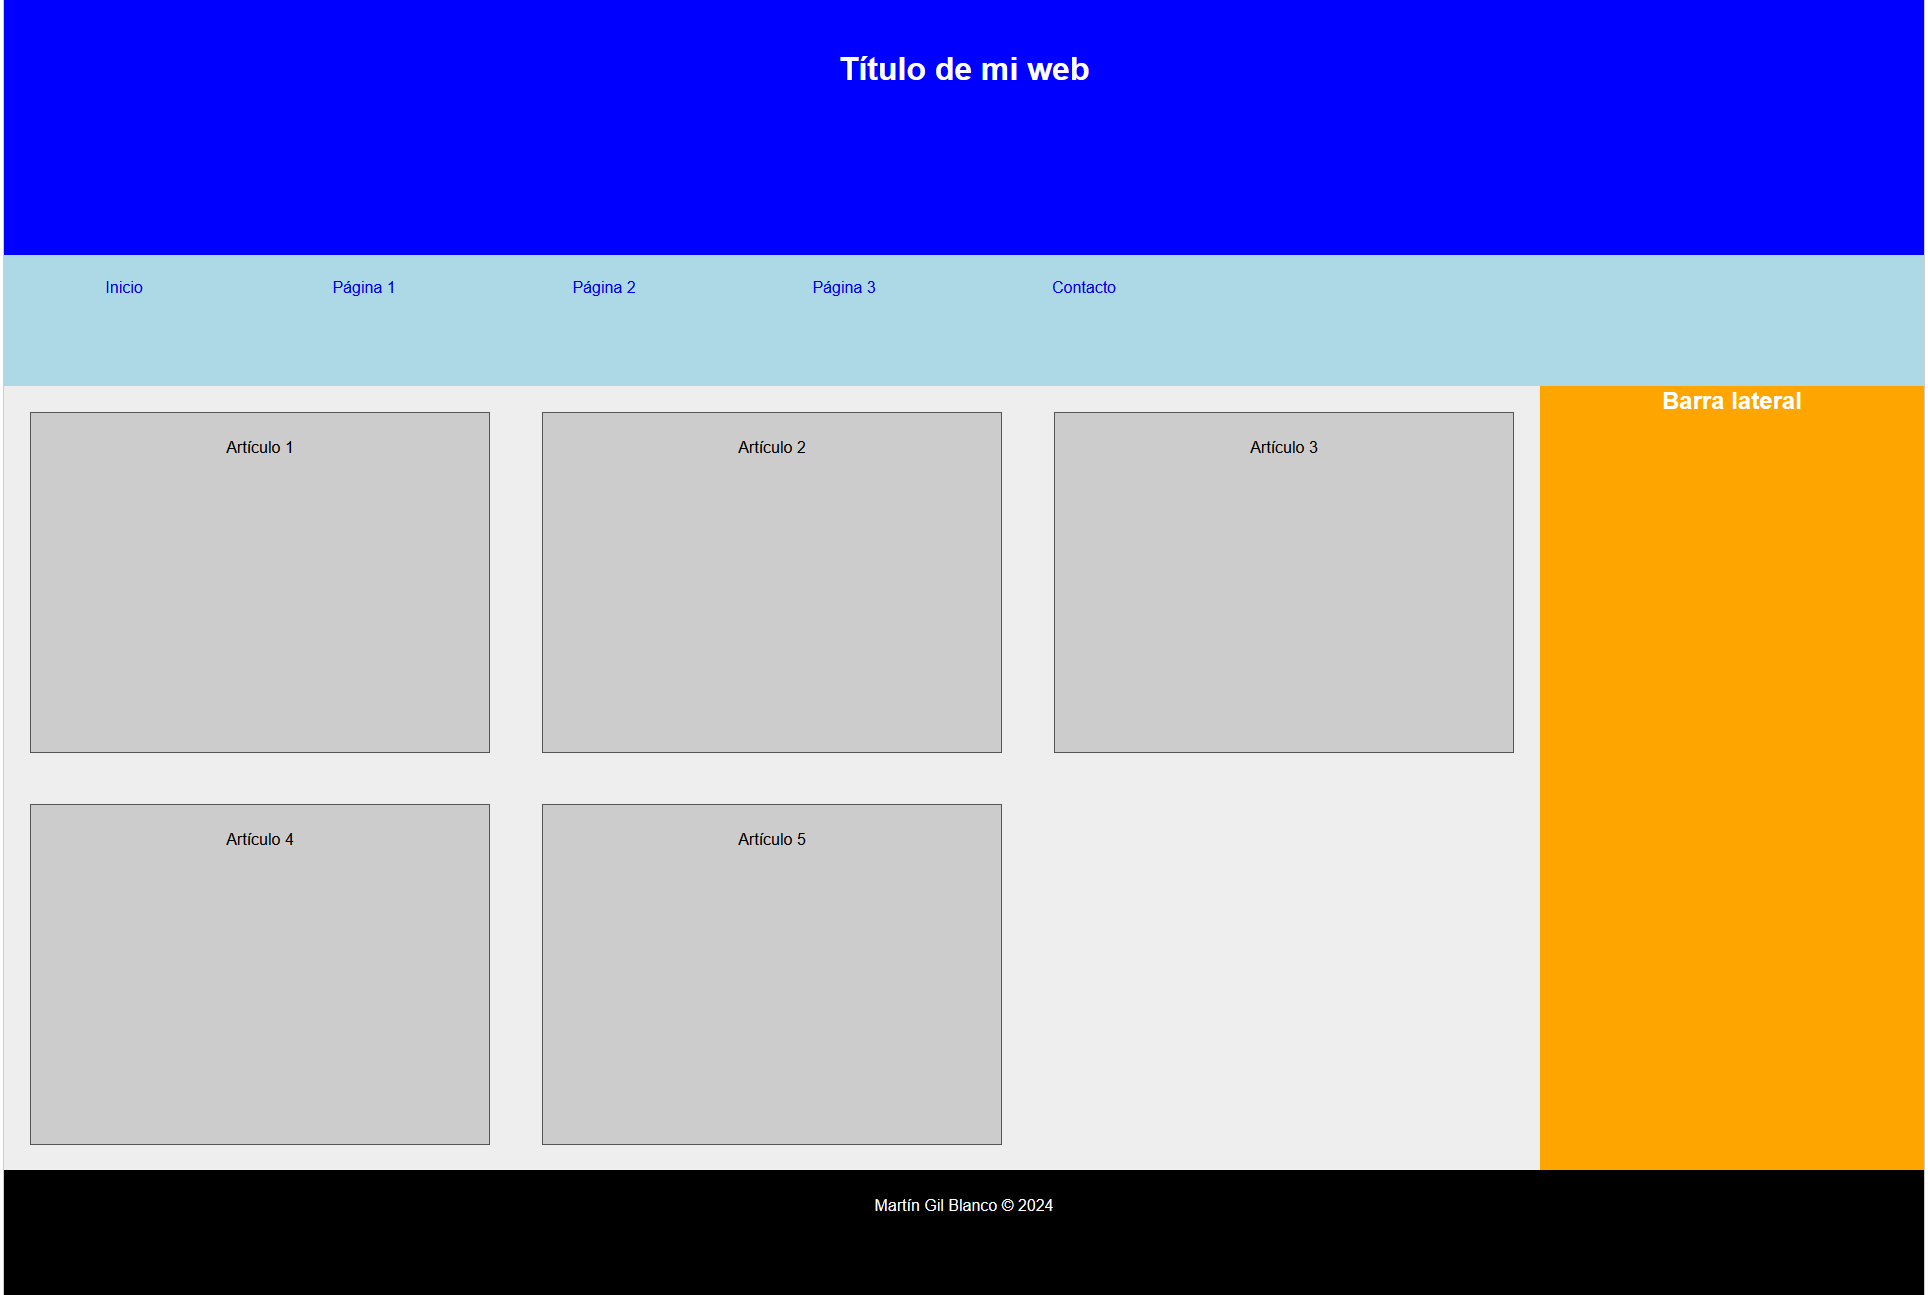 Título de mi web
Inicio Página 1 Página 2 Página 3 Contacto
Barra lateral
Artículo 1 Artículo 2 Artículo 3
Artículo 4 Artículo 5
Martín Gil Blanco © 2024